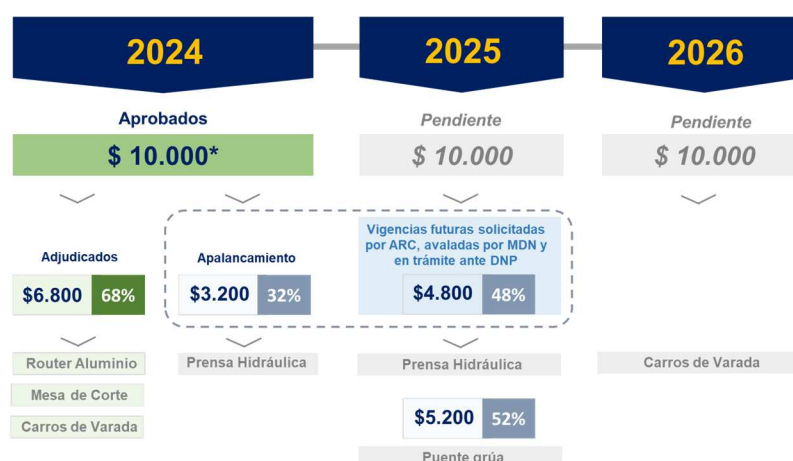 2024
2025
2026
Aprobados
Pendiente
Pendiente
$ 10.000*
$ 10.000
$ 10.000
Vigencias futuras solicitadas
por ARC, avaladas por MDN y
en trámite ante DNP
Adjudicados
Apalancamiento
$6.800 68%
$3.200 32%
$4.800 48%
Router Aluminio
Prensa Hidráulica
Prensa Hidráulica
Carros de Varada
Mesa de Corte
Carros de Varada
$5.200 52%
Puente grúa